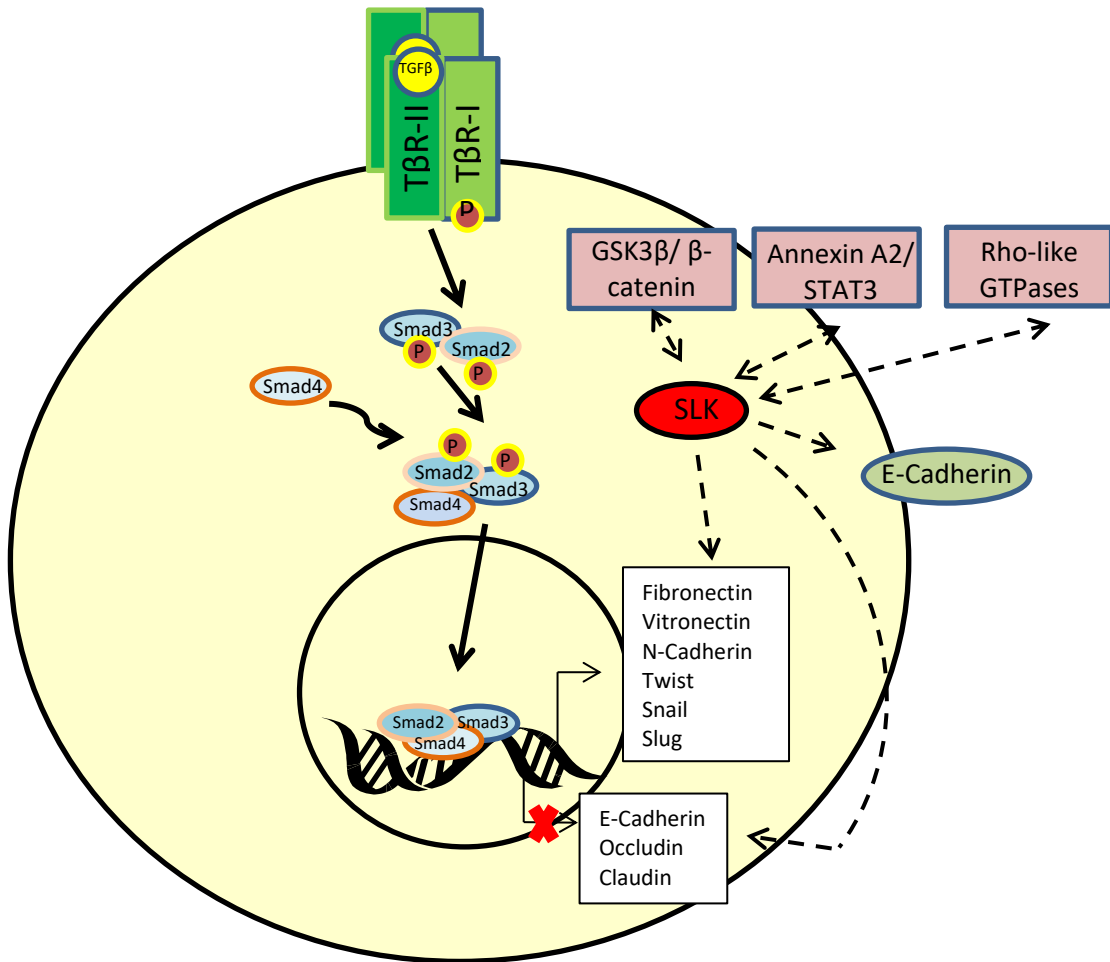 TGFβ
TβR-II
TβR-I
P
GSK3β/ β-
catenin
Annexin A2/
STAT3
Rho-like
GTPases
Smad3
P
Smad2
P
Smad4
SLK
P
P
Smad2
Smad3
Smad4
E-Cadherin
Fibronectin
Vitronectin
N-Cadherin
Twist
Snail
Slug
Smad2
Smad3
Smad4
E-Cadherin
Occludin
Claudin